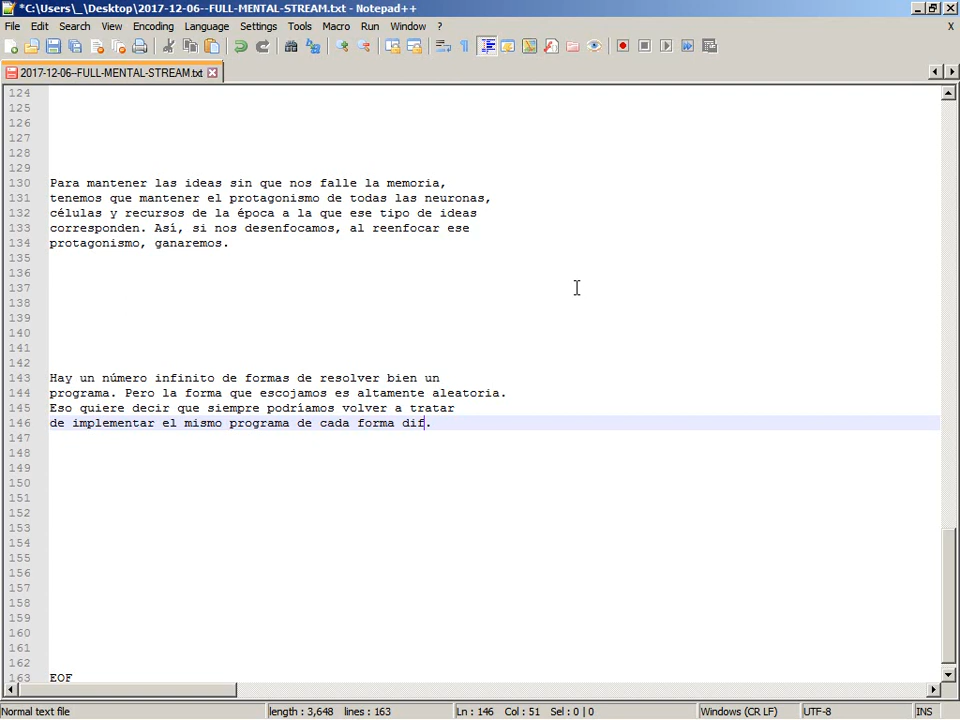 *C:\Users\_\Desktop\2017-12-06--FULL-MENTAL-STREAM.txt - Notepad++
File Edit Search View Encoding Language Settings Tools Macro Run Window ? X
2017-12-06--FULL-MENTAL-STREAM.txt
124
125
126
127
128
129
130 Para mantener las ideas sin que nos falle la memoria,
131 tenemos que mantener el protagonismo de todas las neuronas,
132 células y recursos de la época a la que ese tipo de ideas
133 corresponden. Así, si nos desenfocamos, al reenfocar ese
134 protagonismo, ganaremos.
135
136
137
138
139
140
141
142
143 Hay un número infinito de formas de resolver bien un
144 programa. Pero la forma que escojamos es altamente aleatoria.
145 Eso quiere decir que siempre podríamos volver a tratar
146 de implementar el mismo programa de cada forma dif.
147
148
149
150
151
152
153
154
155
156
157
158
159
160
161
162
163 EOF
Normal text file length : 3,648 lines : 163 Ln : 146 Col : 51 Sel : 0 | 0 Windows (CR LF) UTF-8 INS